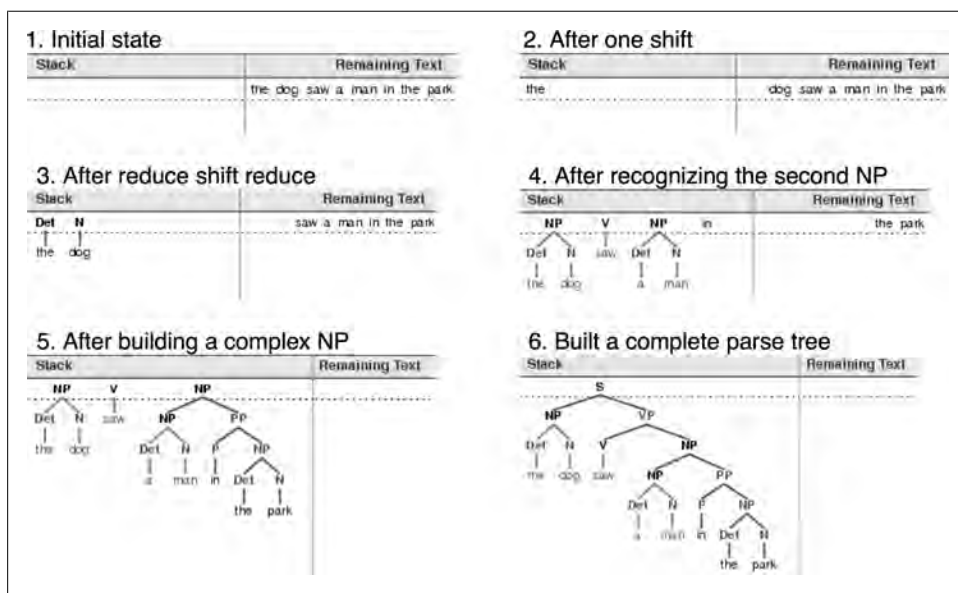 1. Initial state
Stack Remaining Text
the dog saw a man in the park
2. After one shift
Stack Remaining Text
the dog saw a man in the park
3. After reduce shift reduce
Stack Remaining Text
Det N saw a man in the park
the dog
4. After recognizing the second NP
Stack Remaining Text
NP V NP in the park
Det N saw Det N
the dog a man
5. After building a complex NP
Stack Remaining Text
NP V NP
Det N saw NP PP
the dog Det N P NP
a man in Det N
the park
6. Built a complete parse tree
Stack Remaining Text
S
NP VP
Det N V NP
the dog saw NP PP
Det N P NP
a man in Det N
the park